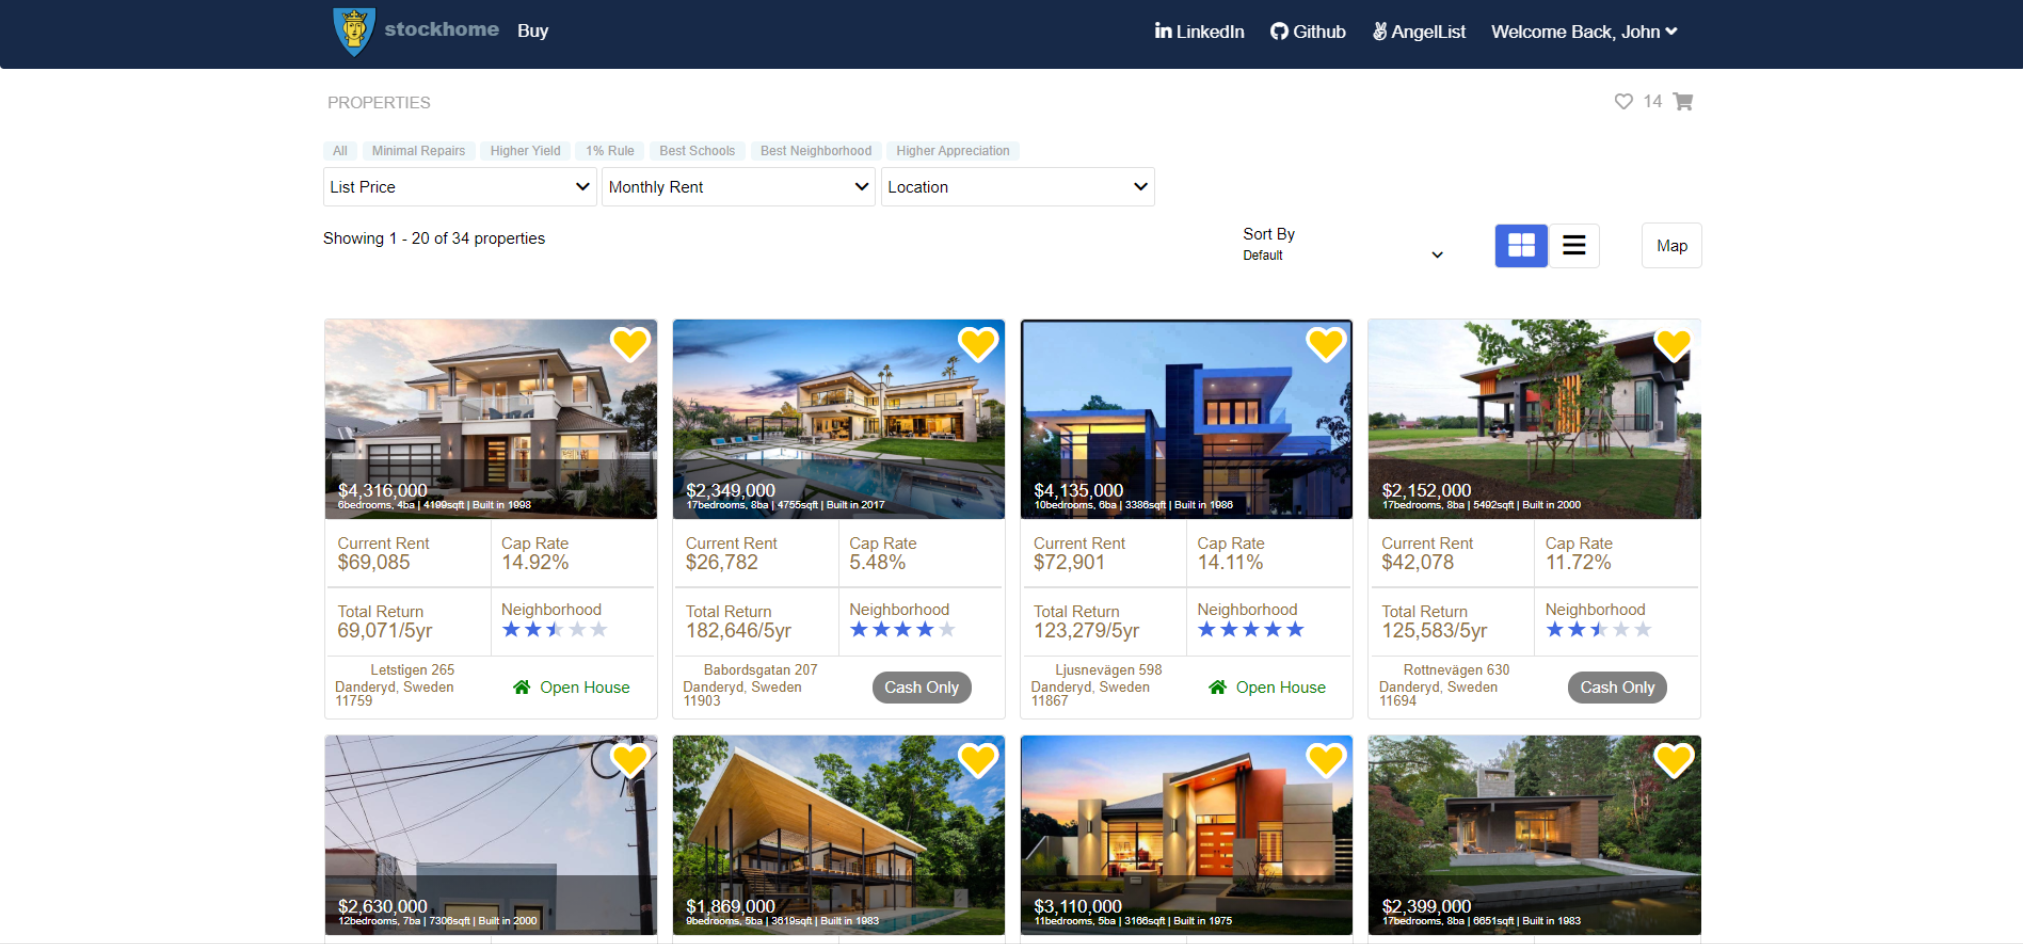 stockhome Buy LinkedIn Github AngelList Welcome Back, John
PROPERTIES 14
All Minimal Repairs Higher Yield 1% Rule Best Schools Best Neighborhood Higher Appreciation
List Price Monthly Rent Location
Showing 1 - 20 of 34 properties
Sort By
Default
Map
$4,316,000
6bedrooms, 4ba | 4199sqft | Built in 1998
Current Rent
$69,085
Cap Rate
14.92%
Total Return
69,071/5yr
Neighborhood
Letstigen 265
Danderyd, Sweden
11759
Open House
$2,349,000
17bedrooms, 8ba | 4755sqft | Built in 2017
Current Rent
$26,782
Cap Rate
5.48%
Total Return
182,646/5yr
Neighborhood
Babordsgatan 207
Danderyd, Sweden
11903
Cash Only
$4,135,000
10bedrooms, 6ba | 3386sqft | Built in 1986
Current Rent
$72,901
Cap Rate
14.11%
Total Return
123,279/5yr
Neighborhood
Ljusnevägen 598
Danderyd, Sweden
11867
Open House
$2,152,000
17bedrooms, 8ba | 5492sqft | Built in 2000
Current Rent
$42,078
Cap Rate
11.72%
Total Return
125,583/5yr
Neighborhood
Rottnevägen 630
Danderyd, Sweden
11694
Cash Only
$2,630,000
12bedrooms, 7ba | 7306sqft | Built in 2000
$1,869,000
9bedrooms, 5ba | 3619sqft | Built in 1983
$3,110,000
11bedrooms, 5ba | 3166sqft | Built in 1975
$2,399,000
17bedrooms, 8ba | 6651sqft | Built in 1983